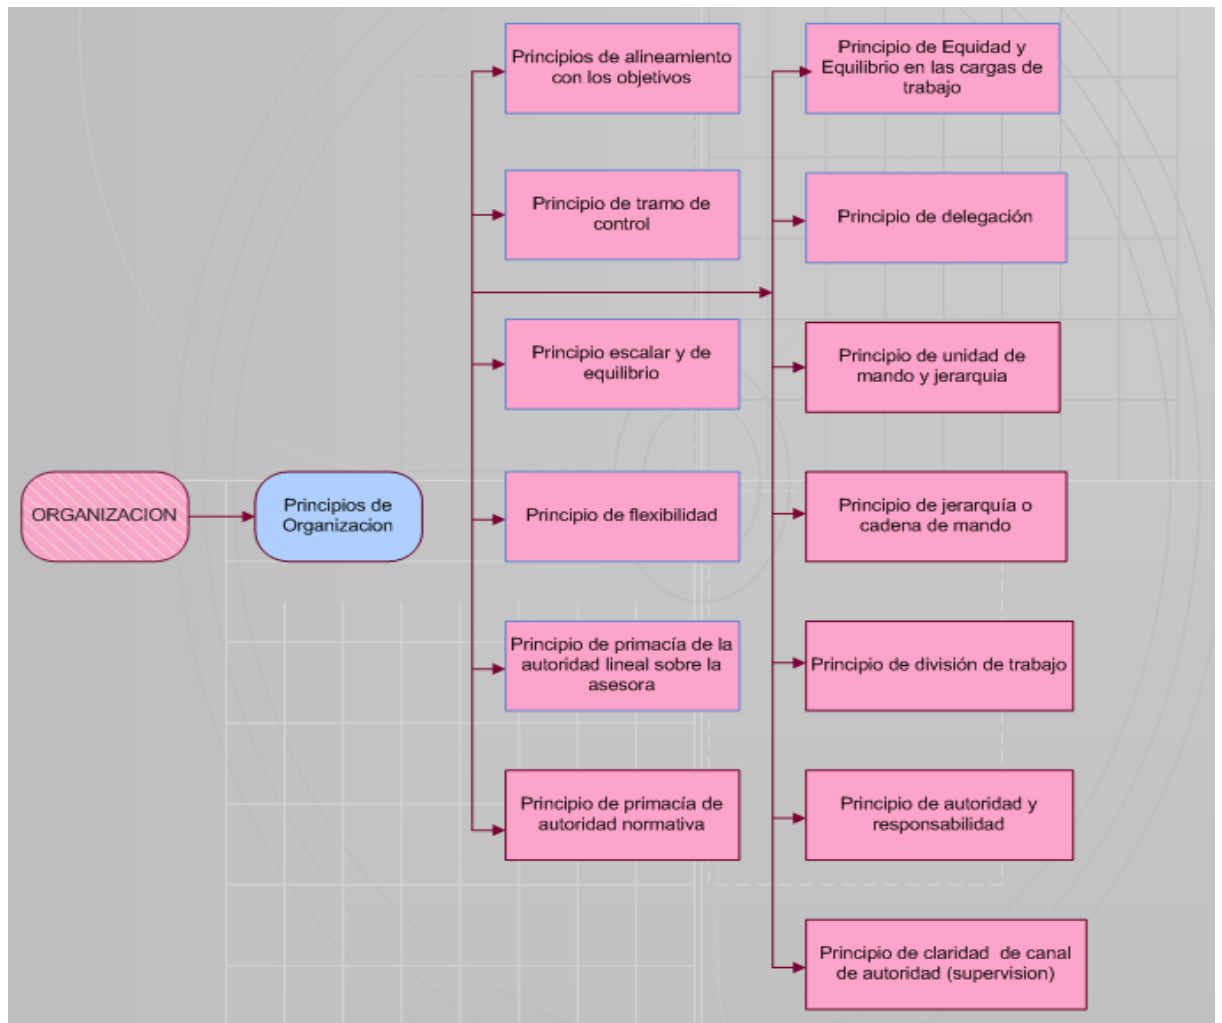 ORGANIZACION
Principios de
Organizacion
Principios de alineamiento
con los objetivos
Principio de tramo de
control
Principio escalar y de
equilibrio
Principio de flexibilidad
Principio de primacía de la
autoridad lineal sobre la
asesora
Principio de primacía de
autoridad normativa
Principio de Equidad y
Equilibrio en las cargas de
trabajo
Principio de delegación
Principio de unidad de
mando y jerarquia
Principio de jerarquía o
cadena de mando
Principio de división de trabajo
Principio de autoridad y
responsabilidad
Principio de claridad de canal
de autoridad (supervision)